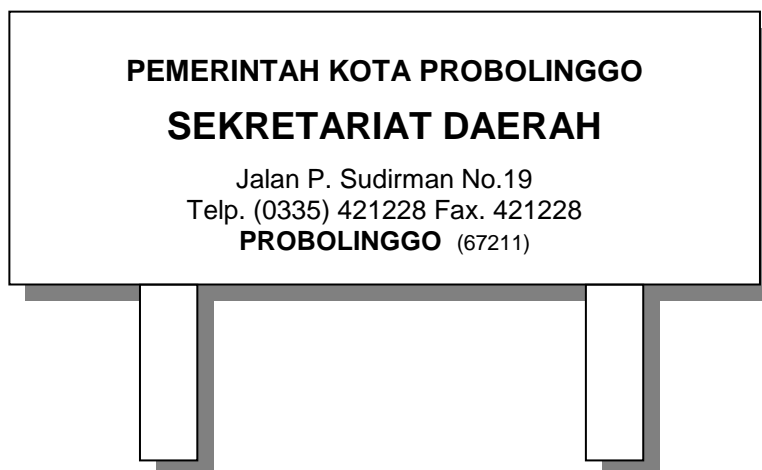 PEMERINTAH KOTA PROBOLINGGO
SEKRETARIAT DAERAH
Jalan P. Sudirman No.19
Telp. (0335) 421228 Fax. 421228
PROBOLINGGO (67211)